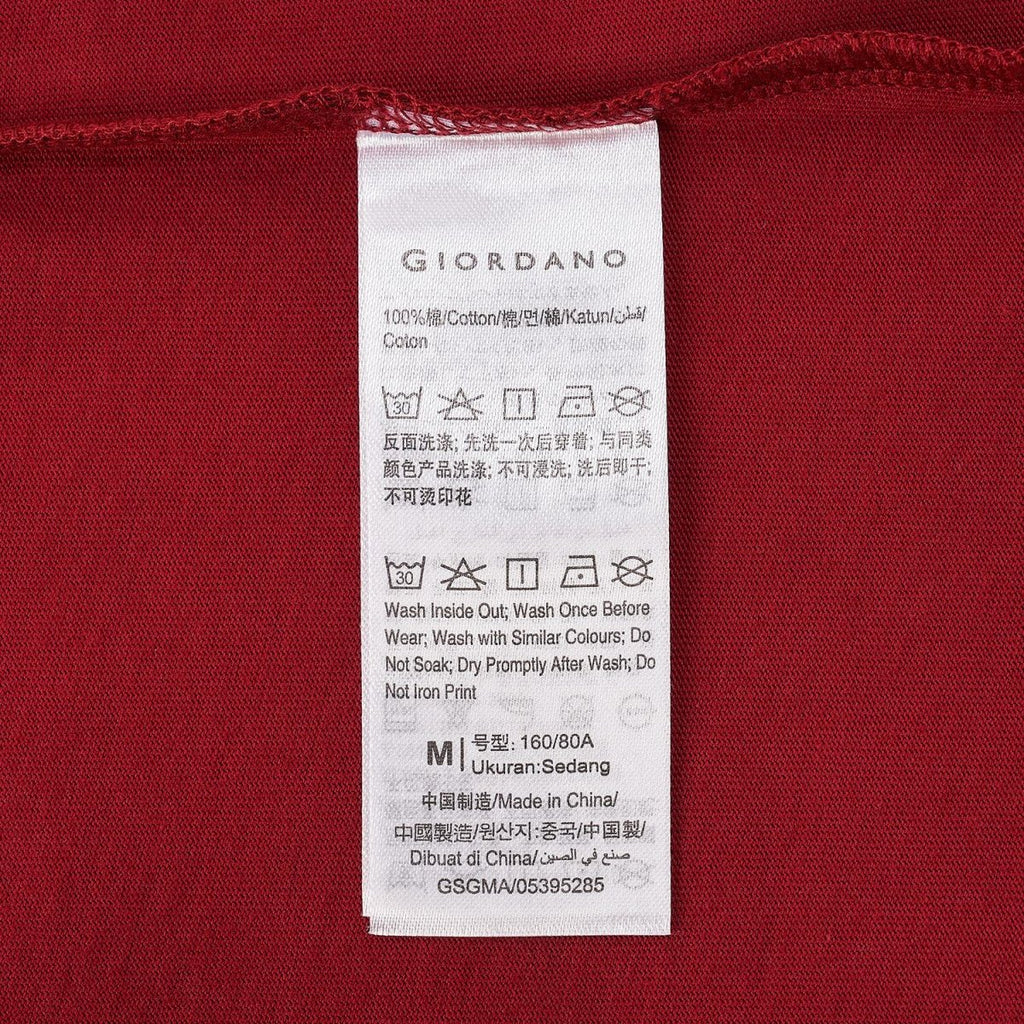 GIORDANO
100%棉/Cotton/棉/면/綿/Katun/قطن/
Coton
30
反面洗涤; 先洗一次后穿着; 与同类
颜色产品洗涤; 不可浸洗; 洗后即干;
不可烫印花
30
Wash Inside Out; Wash Once Before
Wear; Wash with Similar Colours; Do
Not Soak; Dry Promptly After Wash; Do
Not Iron Print
M 号型: 160/80A
Ukuran:Sedang
中国制造/Made in China/
中國製造/원산지:중국/中国製/
Dibuat di China/صنع في الصين
GSGMA/05395285